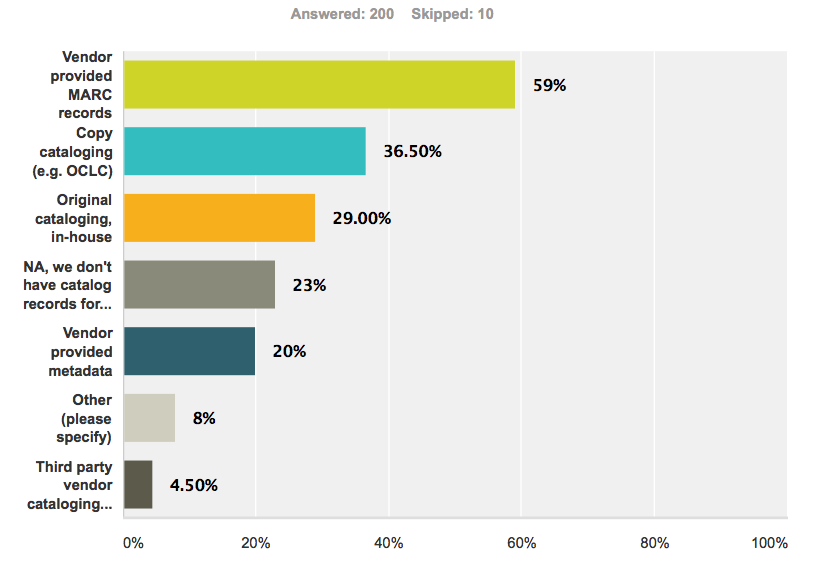 Answered: 200 Skipped: 10
Vendor
provided
MARC
records
59%
Copy
cataloging
(e.g. OCLC)
36.50%
Original
cataloging,
in-house
29.00%
NA, we don't
have catalog
records for...
23%
Vendor
provided
metadata
20%
Other
(please
specify)
8%
Third party
vendor
cataloging...
4.50%
0% 20% 40% 60% 80% 100%